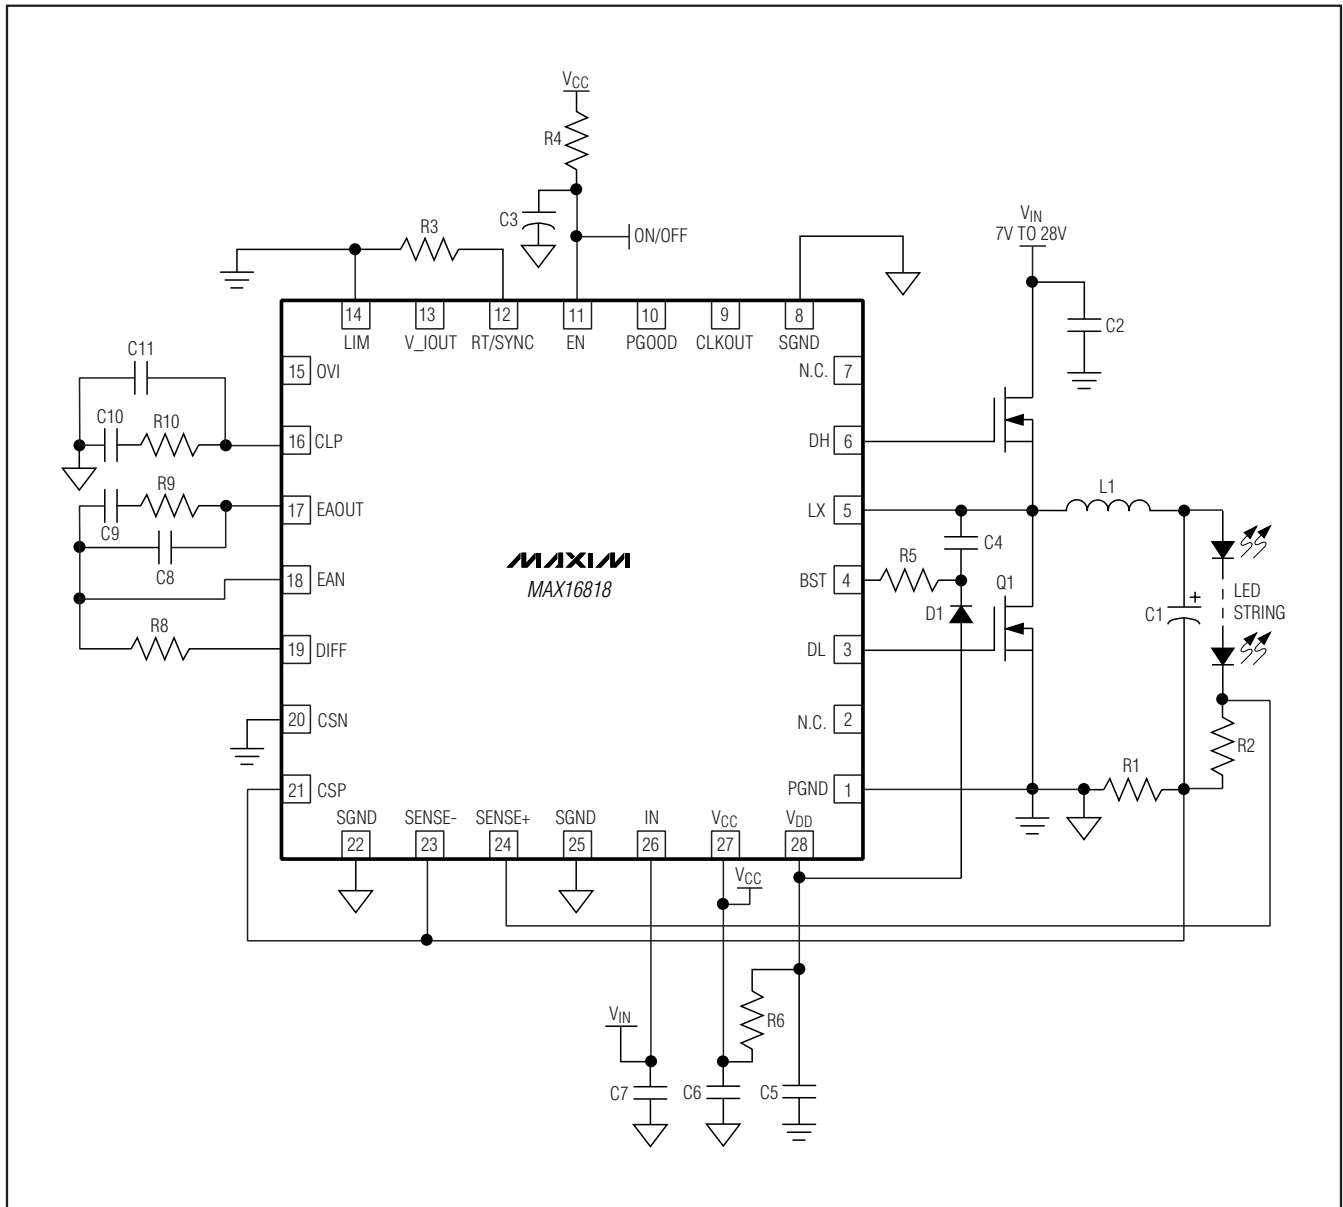 VCC
R4
C3
ON/OFF
R3
VIN
7V TO 28V
C2
14 13 12 11 10 9 8
LIM V_IOUT RT/SYNC EN PGOOD CLKOUT SGND
C11
15 OVI
N.C. 7
C10 R10
16 CLP
DH 6
C9 R9
17 EAOUT
LX 5
L1
C8
C4
MAXIM
MAX16818
18 EAN
BST 4
R5
Q1
D1
C1 +
LED
STRING
R8
19 DIFF
DL 3
20 CSN
N.C. 2
R2
21 CSP
PGND 1
R1
SGND SENSE- SENSE+ SGND IN VCC VDD
22 23 24 25 26 27 28
VCC
VIN
R6
C7
C6
C5